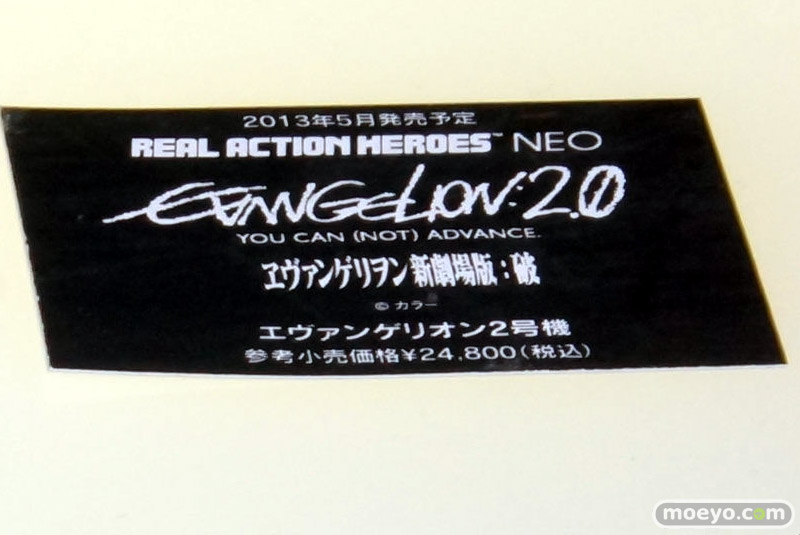 2013年5月発売予定
REAL ACTION HEROES™ NEO
EVANGELION:2.0
YOU CAN (NOT) ADVANCE.
ヱヴァンゲリヲン新劇場版:破
© カラー
エヴァンゲリオン2号機
参考小売価格¥24,800(税込)
moeyo.com